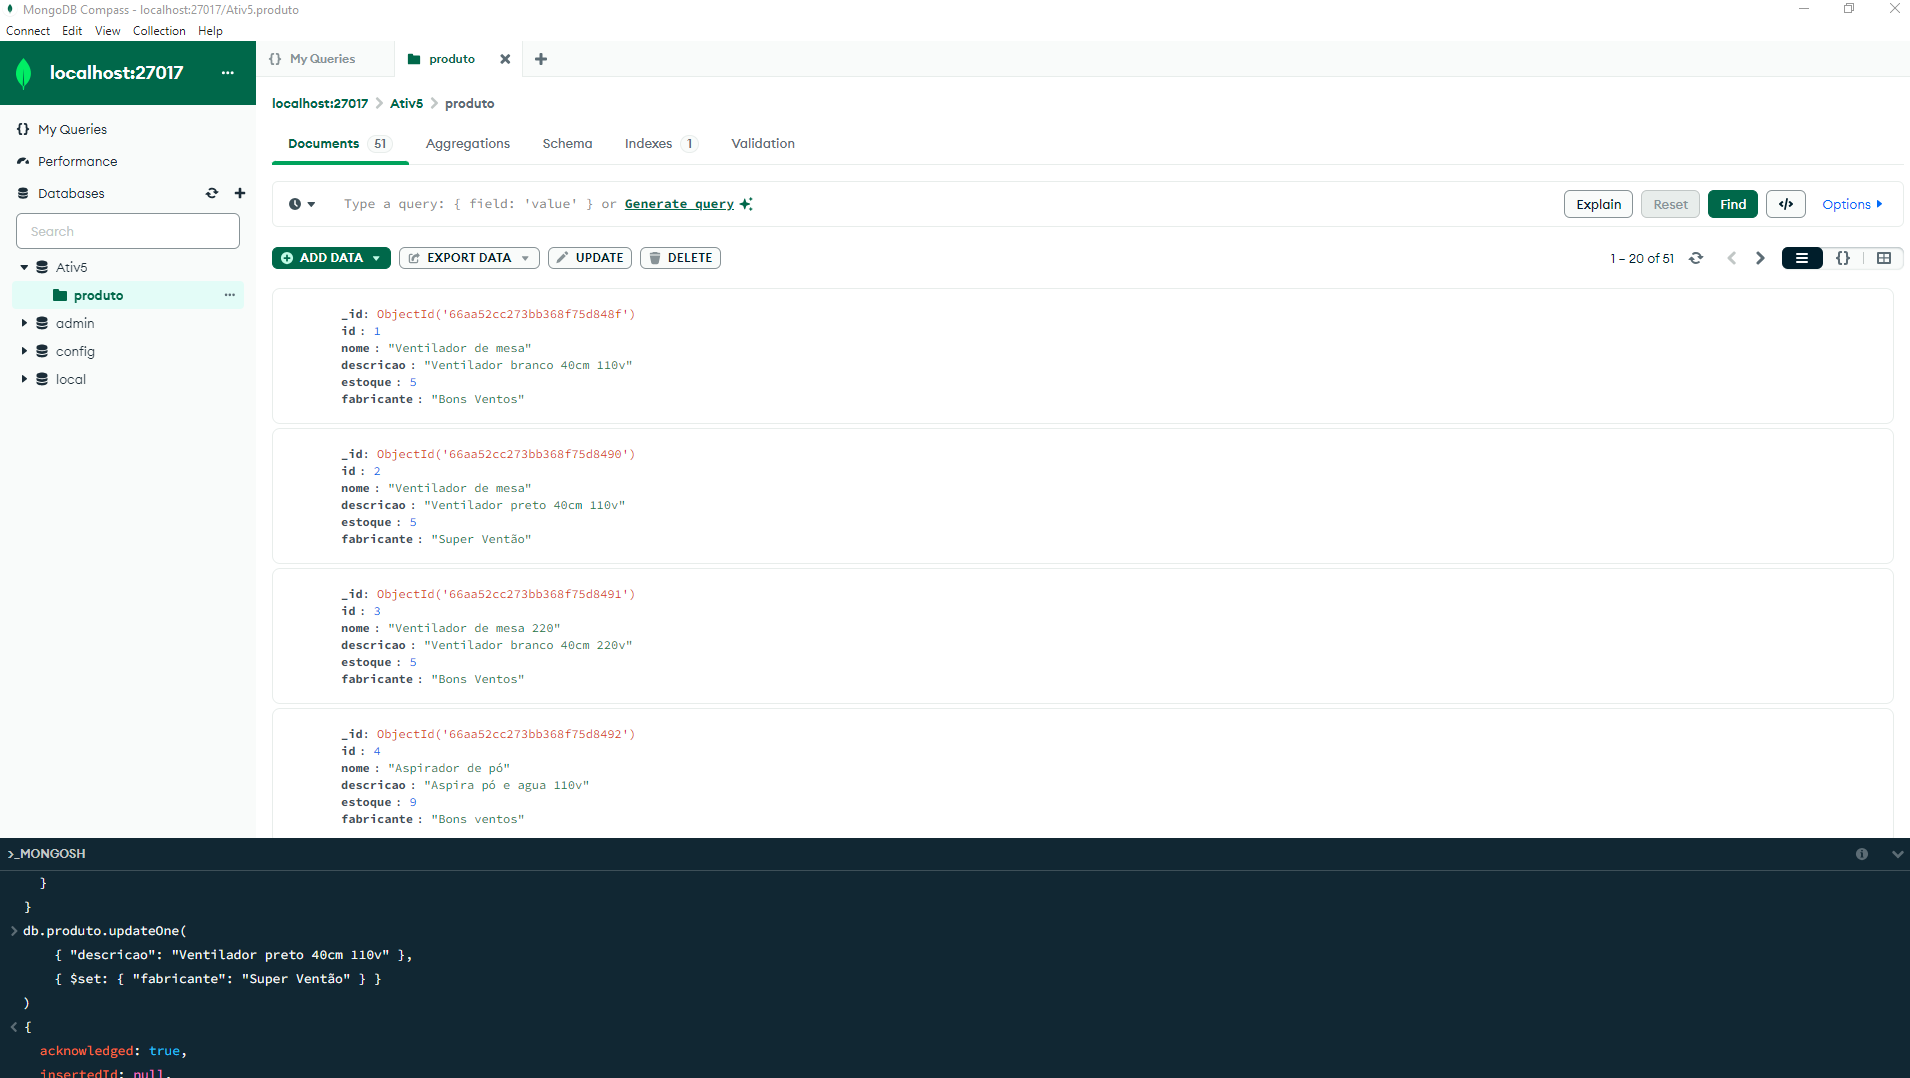 MongoDB Compass - localhost:27017/Ativ5.produto
Connect Edit View Collection Help
localhost:27017 ...
{} My Queries
produto
localhost:27017 > Ativ5 > produto
My Queries
Performance
Databases
Search
Ativ5
produto ...
admin
config
local
Documents 51 Aggregations Schema Indexes 1 Validation
Type a query: { field: 'value' } or Generate query
Explain Reset Find </> Options
ADD DATA EXPORT DATA UPDATE DELETE
1 – 20 of 51
{}
_id: ObjectId('66aa52cc273bb368f75d848f')
id : 1
nome : "Ventilador de mesa"
descricao : "Ventilador branco 40cm 110v"
estoque : 5
fabricante : "Bons Ventos"
_id: ObjectId('66aa52cc273bb368f75d8490')
id : 2
nome : "Ventilador de mesa"
descricao : "Ventilador preto 40cm 110v"
estoque : 5
fabricante : "Super Ventão"
_id: ObjectId('66aa52cc273bb368f75d8491')
id : 3
nome : "Ventilador de mesa 220"
descricao : "Ventilador branco 40cm 220v"
estoque : 5
fabricante : "Bons Ventos"
_id: ObjectId('66aa52cc273bb368f75d8492')
id : 4
nome : "Aspirador de pó"
descricao : "Aspira pó e agua 110v"
estoque : 9
fabricante : "Bons ventos"
>_MONGOSH
}
}
> db.produto.updateOne(
{ "descricao": "Ventilador preto 40cm 110v" },
{ $set: { "fabricante": "Super Ventão" } }
)
< {
acknowledged: true,
insertedId: null,